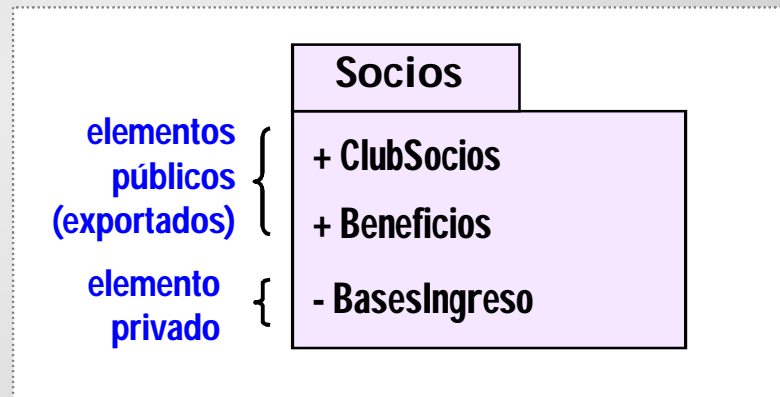 Socios
elementos
públicos
(exportados)
+ ClubSocios
+ Beneficios
elemento
privado
- BasesIngreso